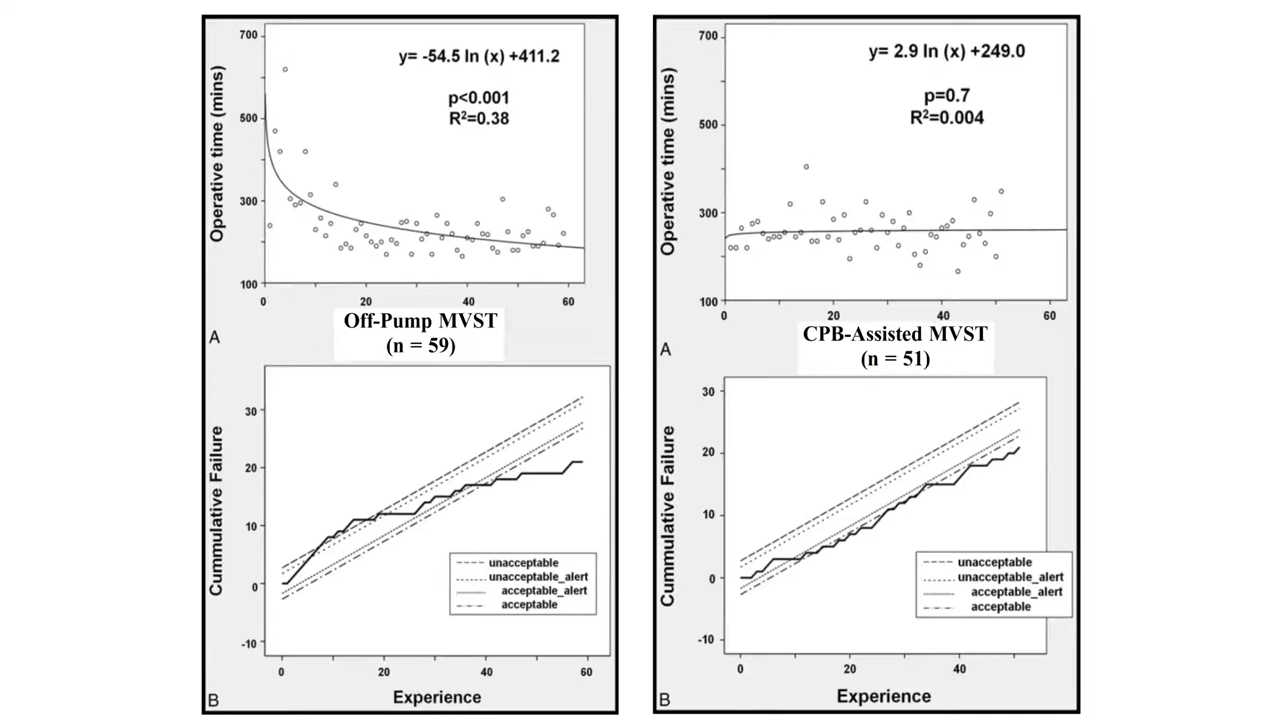 700
500
300
100
Operative time (mins)
y= -54.5 ln (x) +411.2
p<0.001
R²=0.38
0
20
40
60
A
Off-Pump MVST
(n = 59)
30
20
10
0
-10
Cummulative Failure
unacceptable
unacceptable_alert
acceptable_alert
acceptable
0
20
40
60
B
Experience
700
500
300
100
Operative time (mins)
y= 2.9 ln (x) +249.0
p=0.7
R²=0.004
0
20
40
60
A
CPB-Assisted MVST
(n = 51)
30
20
10
0
-10
Cummulative Failure
unacceptable
unacceptable_alert
acceptable_alert
acceptable
0
20
40
B
Experience